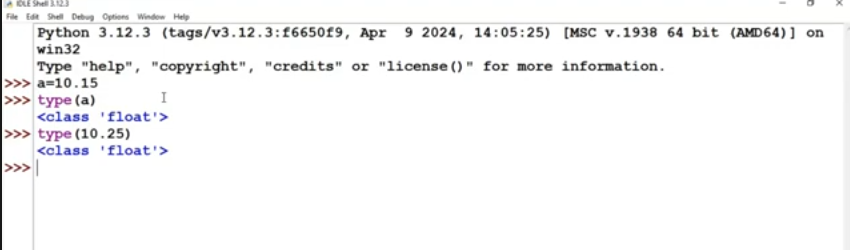 IDLE Shell 3.12.3
File Edit Shell Debug Options Window Help
Python 3.12.3 (tags/v3.12.3:f6650f9, Apr  9 2024, 14:05:25) [MSC v.1938 64 bit (AMD64)] on
win32
Type "help", "copyright", "credits" or "license()" for more information.
>>> a=10.15
>>> type(a)
<class 'float'>
>>> type(10.25)
<class 'float'>
>>>